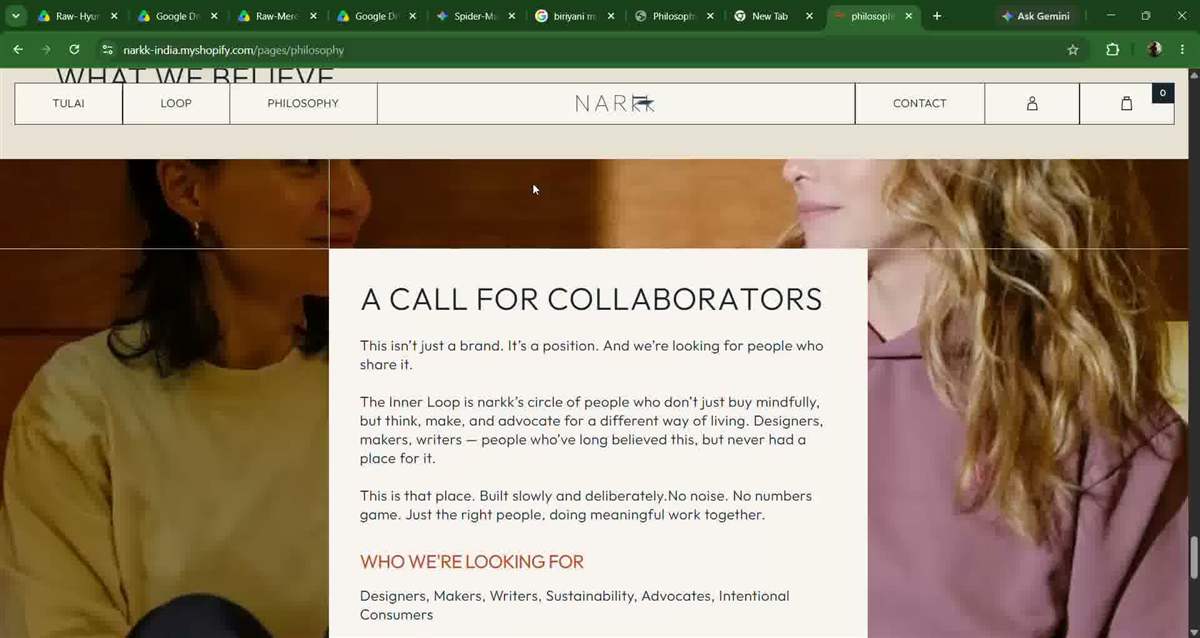 Raw- Hyun
Google Dr
Raw-Merc
Google Dr
Spider-Ma
biriyani m
Philosoph
New Tab
philosoph
Ask Gemini
narkk-india.myshopify.com/pages/philosophy
WHAT WE BELIEVE
TULAI
LOOP
PHILOSOPHY
NARKK
CONTACT
0
A CALL FOR COLLABORATORS
This isn't just a brand. It's a position. And we're looking for people who
share it.
The Inner Loop is narkk's circle of people who don't just buy mindfully,
but think, make, and advocate for a different way of living. Designers,
makers, writers — people who've long believed this, but never had a
place for it.
This is that place. Built slowly and deliberately.No noise. No numbers
game. Just the right people, doing meaningful work together.
WHO WE'RE LOOKING FOR
Designers, Makers, Writers, Sustainability, Advocates, Intentional
Consumers